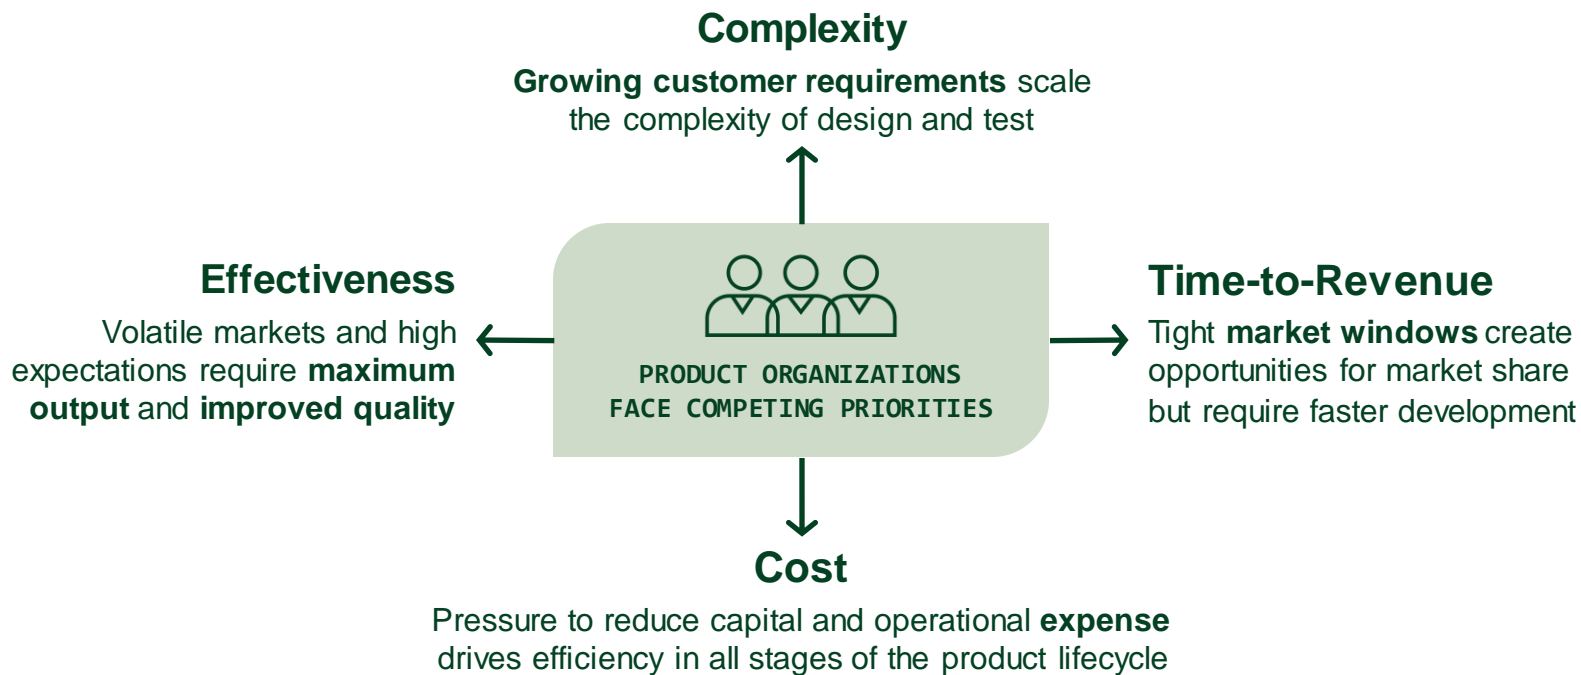 Complexity
Growing customer requirements scale
the complexity of design and test
Effectiveness
Volatile markets and high
expectations require maximum
output and improved quality
PRODUCT ORGANIZATIONS
FACE COMPETING PRIORITIES
Time-to-Revenue
Tight market windows create
opportunities for market share
but require faster development
Cost
Pressure to reduce capital and operational expense
drives efficiency in all stages of the product lifecycle